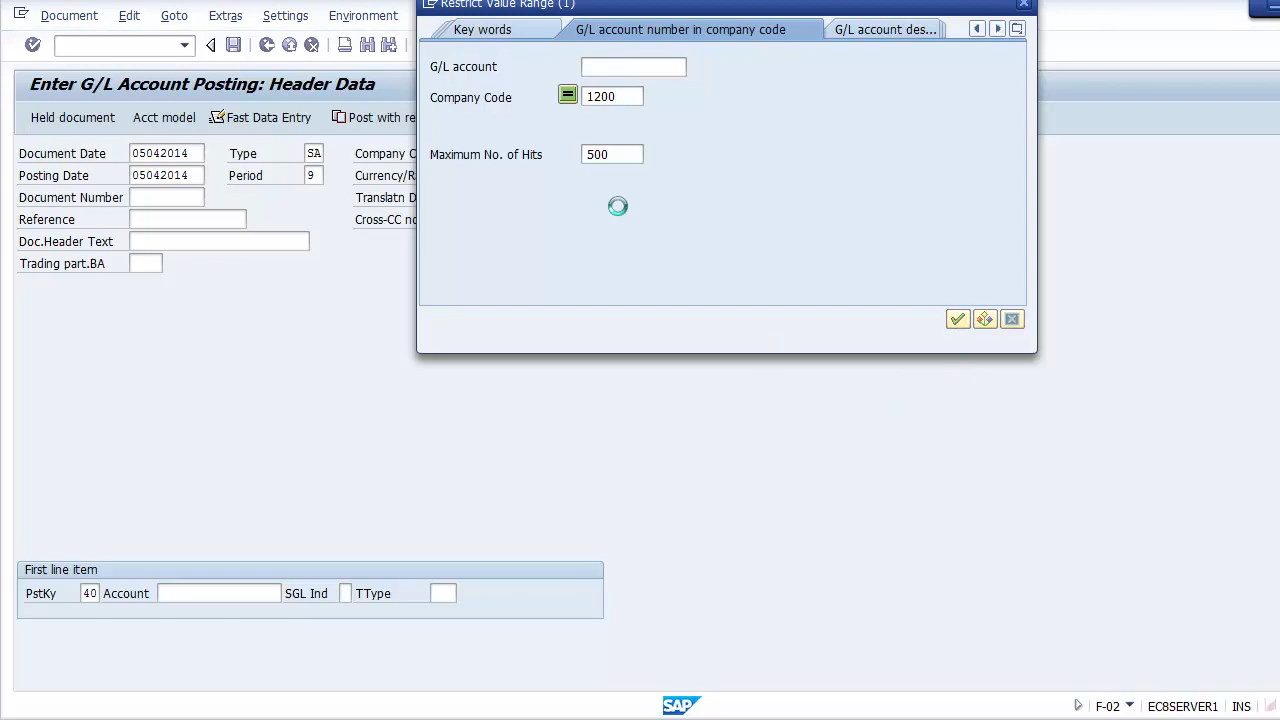 Document Edit Goto Extras Settings Environment
Restrict Value Range (1)
Key words G/L account number in company code G/L account des...
G/L account
Company Code 1200
Maximum No. of Hits 500
Enter G/L Account Posting: Header Data
Held document Acct model Fast Data Entry Post with re
Document Date 05042014 Type SA Company C
Posting Date 05042014 Period 9 Currency/R
Document Number Translatn D
Reference Cross-CC no
Doc.Header Text
Trading part.BA
First line item
PstKy 40 Account SGL Ind TType
SAP F-02 EC8SERVER1 INS